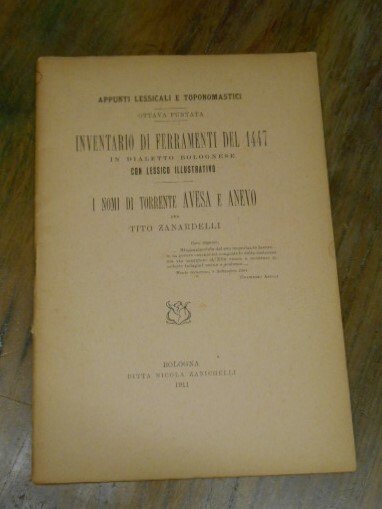 APPUNTI LESSICALI E TOPONOMASTICI
OTTAVA PUNTATA
INVENTARIO DI FERRAMENTI DEL 1447
IN DIALETTO BOLOGNESE
CON LESSICO ILLUSTRATIVO
I NOMI DI TORRENTE AVESA E ANEVO
PER
TITO ZANARDELLI
BOLOGNA
DITTA NICOLA ZANICHELLI
1911